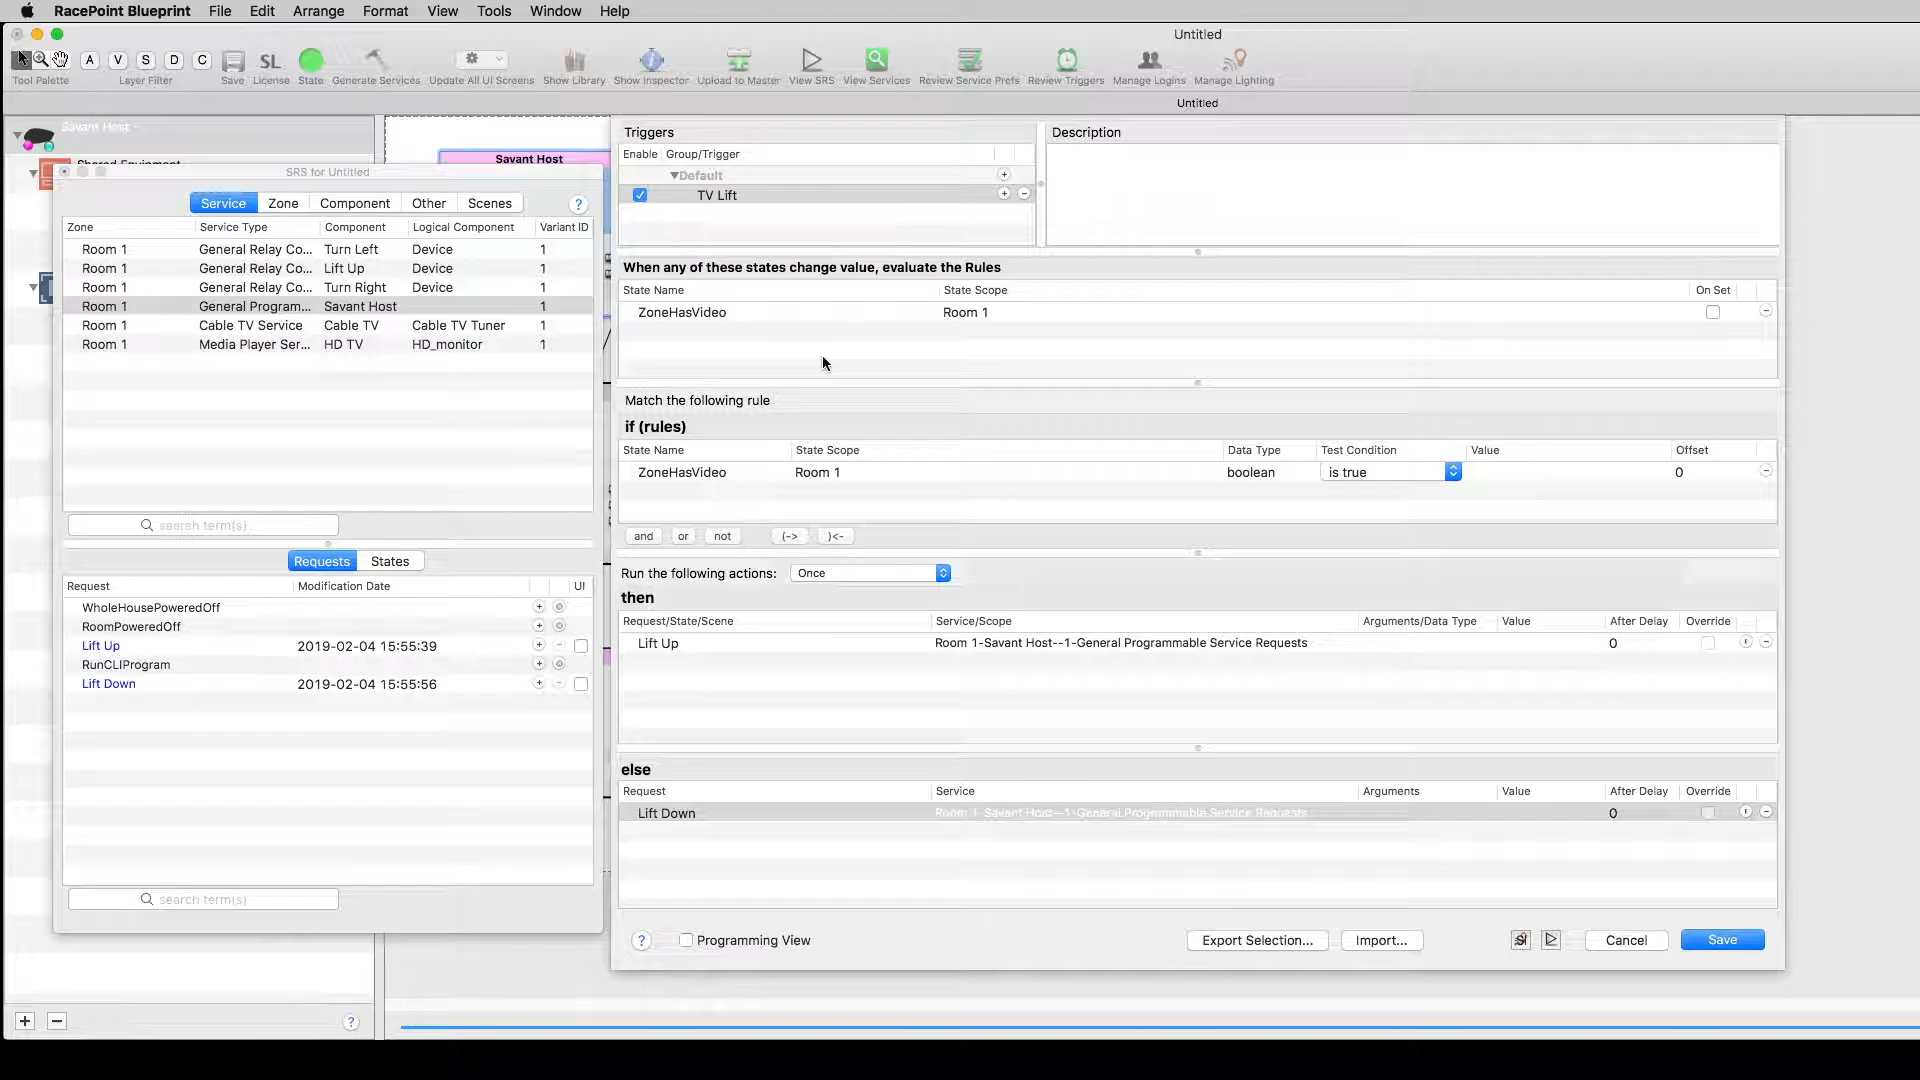 RacePoint Blueprint File Edit Arrange Format View Tools Window Help
Untitled
A V S D C SL
Tool Palette Layer Filter Save License State Generate Services Update All UI Screens Show Library Show Inspector Upload to Master View SRS View Services Review Service Prefs Review Triggers Manage Logins Manage Lighting
Untitled
Savant Host
Shared Equipment
Savant Host
SRS for Untitled
Service Zone Component Other Scenes ?
Zone Service Type Component Logical Component Variant ID
Room 1 General Relay Co... Turn Left Device 1
Room 1 General Relay Co... Lift Up Device 1
Room 1 General Relay Co... Turn Right Device 1
Room 1 General Program... Savant Host 1
Room 1 Cable TV Service Cable TV Cable TV Tuner 1
Room 1 Media Player Ser... HD TV HD_monitor 1
search term(s)
Requests States
Request Modification Date UI
WholeHousePoweredOff
RoomPoweredOff
Lift Up 2019-02-04 15:55:39
RunCLIProgram
Lift Down 2019-02-04 15:55:56
search term(s)
Triggers
Enable Group/Trigger
Default
TV Lift
Description
When any of these states change value, evaluate the Rules
State Name State Scope On Set
ZoneHasVideo Room 1
Match the following rule
if (rules)
State Name State Scope Data Type Test Condition Value Offset
ZoneHasVideo Room 1 boolean is true 0
and or not (-> )<-
Run the following actions: Once
then
Request/State/Scene Service/Scope Arguments/Data Type Value After Delay Override
Lift Up Room 1-Savant Host--1-General Programmable Service Requests 0
else
Request Service Arguments Value After Delay Override
Lift Down Room 1-Savant Host--1-General Programmable Service Requests 0
? Programming View Export Selection... Import... Cancel Save
?